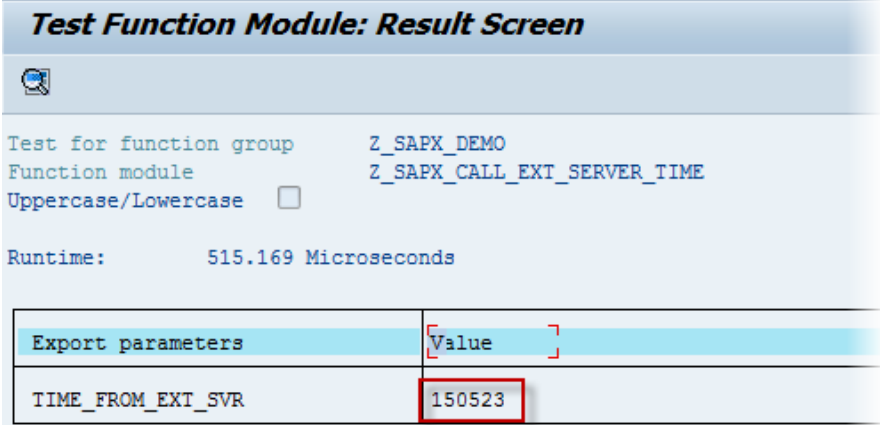 Test Function Module: Result Screen
Test for function group Z_SAPX_DEMO
Function module Z_SAPX_CALL_EXT_SERVER_TIME
Uppercase/Lowercase
Runtime: 515.169 Microseconds
Export parameters Value
TIME_FROM_EXT_SVR 150523